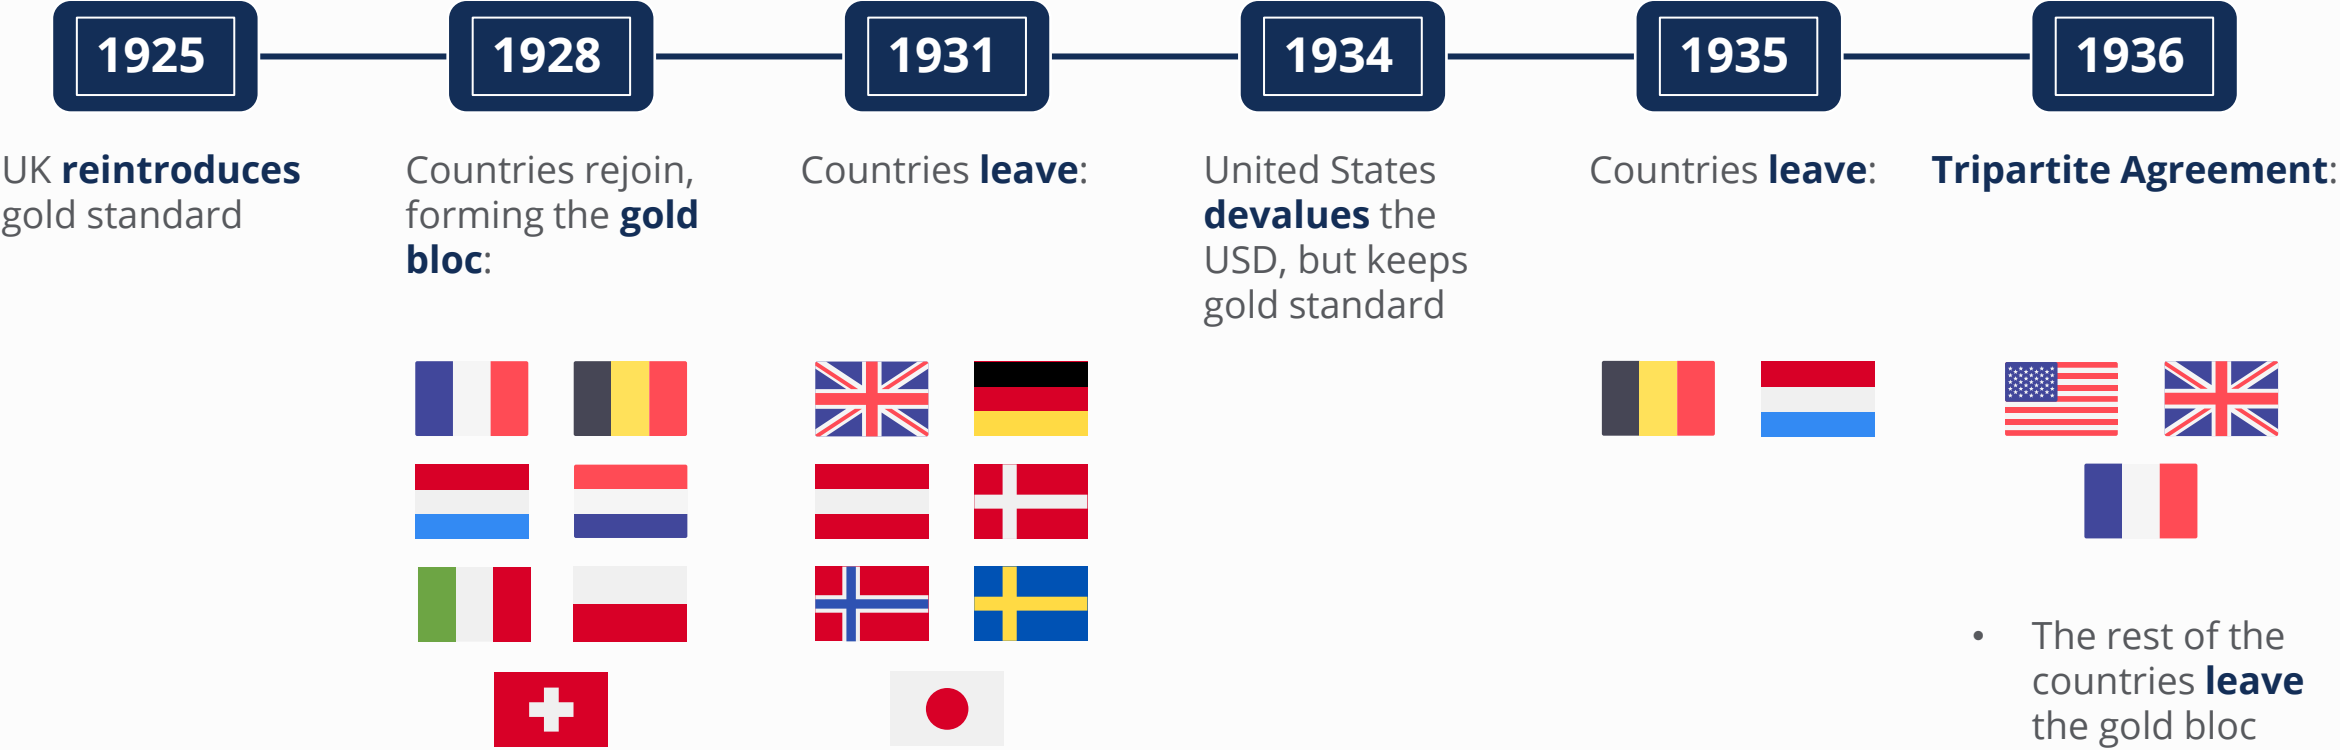 1925
1928
1931
1934
1935
1936
UK reintroduces
gold standard
Countries rejoin,
forming the gold
bloc:
Countries leave:
United States
devalues the
USD, but keeps
gold standard
Countries leave:
Tripartite Agreement:
• The rest of the
countries leave
the gold bloc